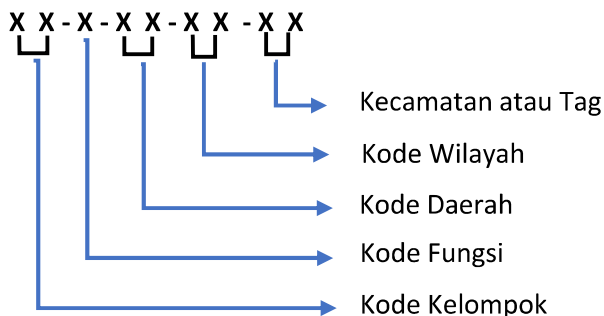 X X - X - X X - X X - X X
Kecamatan atau Tag
Kode Wilayah
Kode Daerah
Kode Fungsi
Kode Kelompok